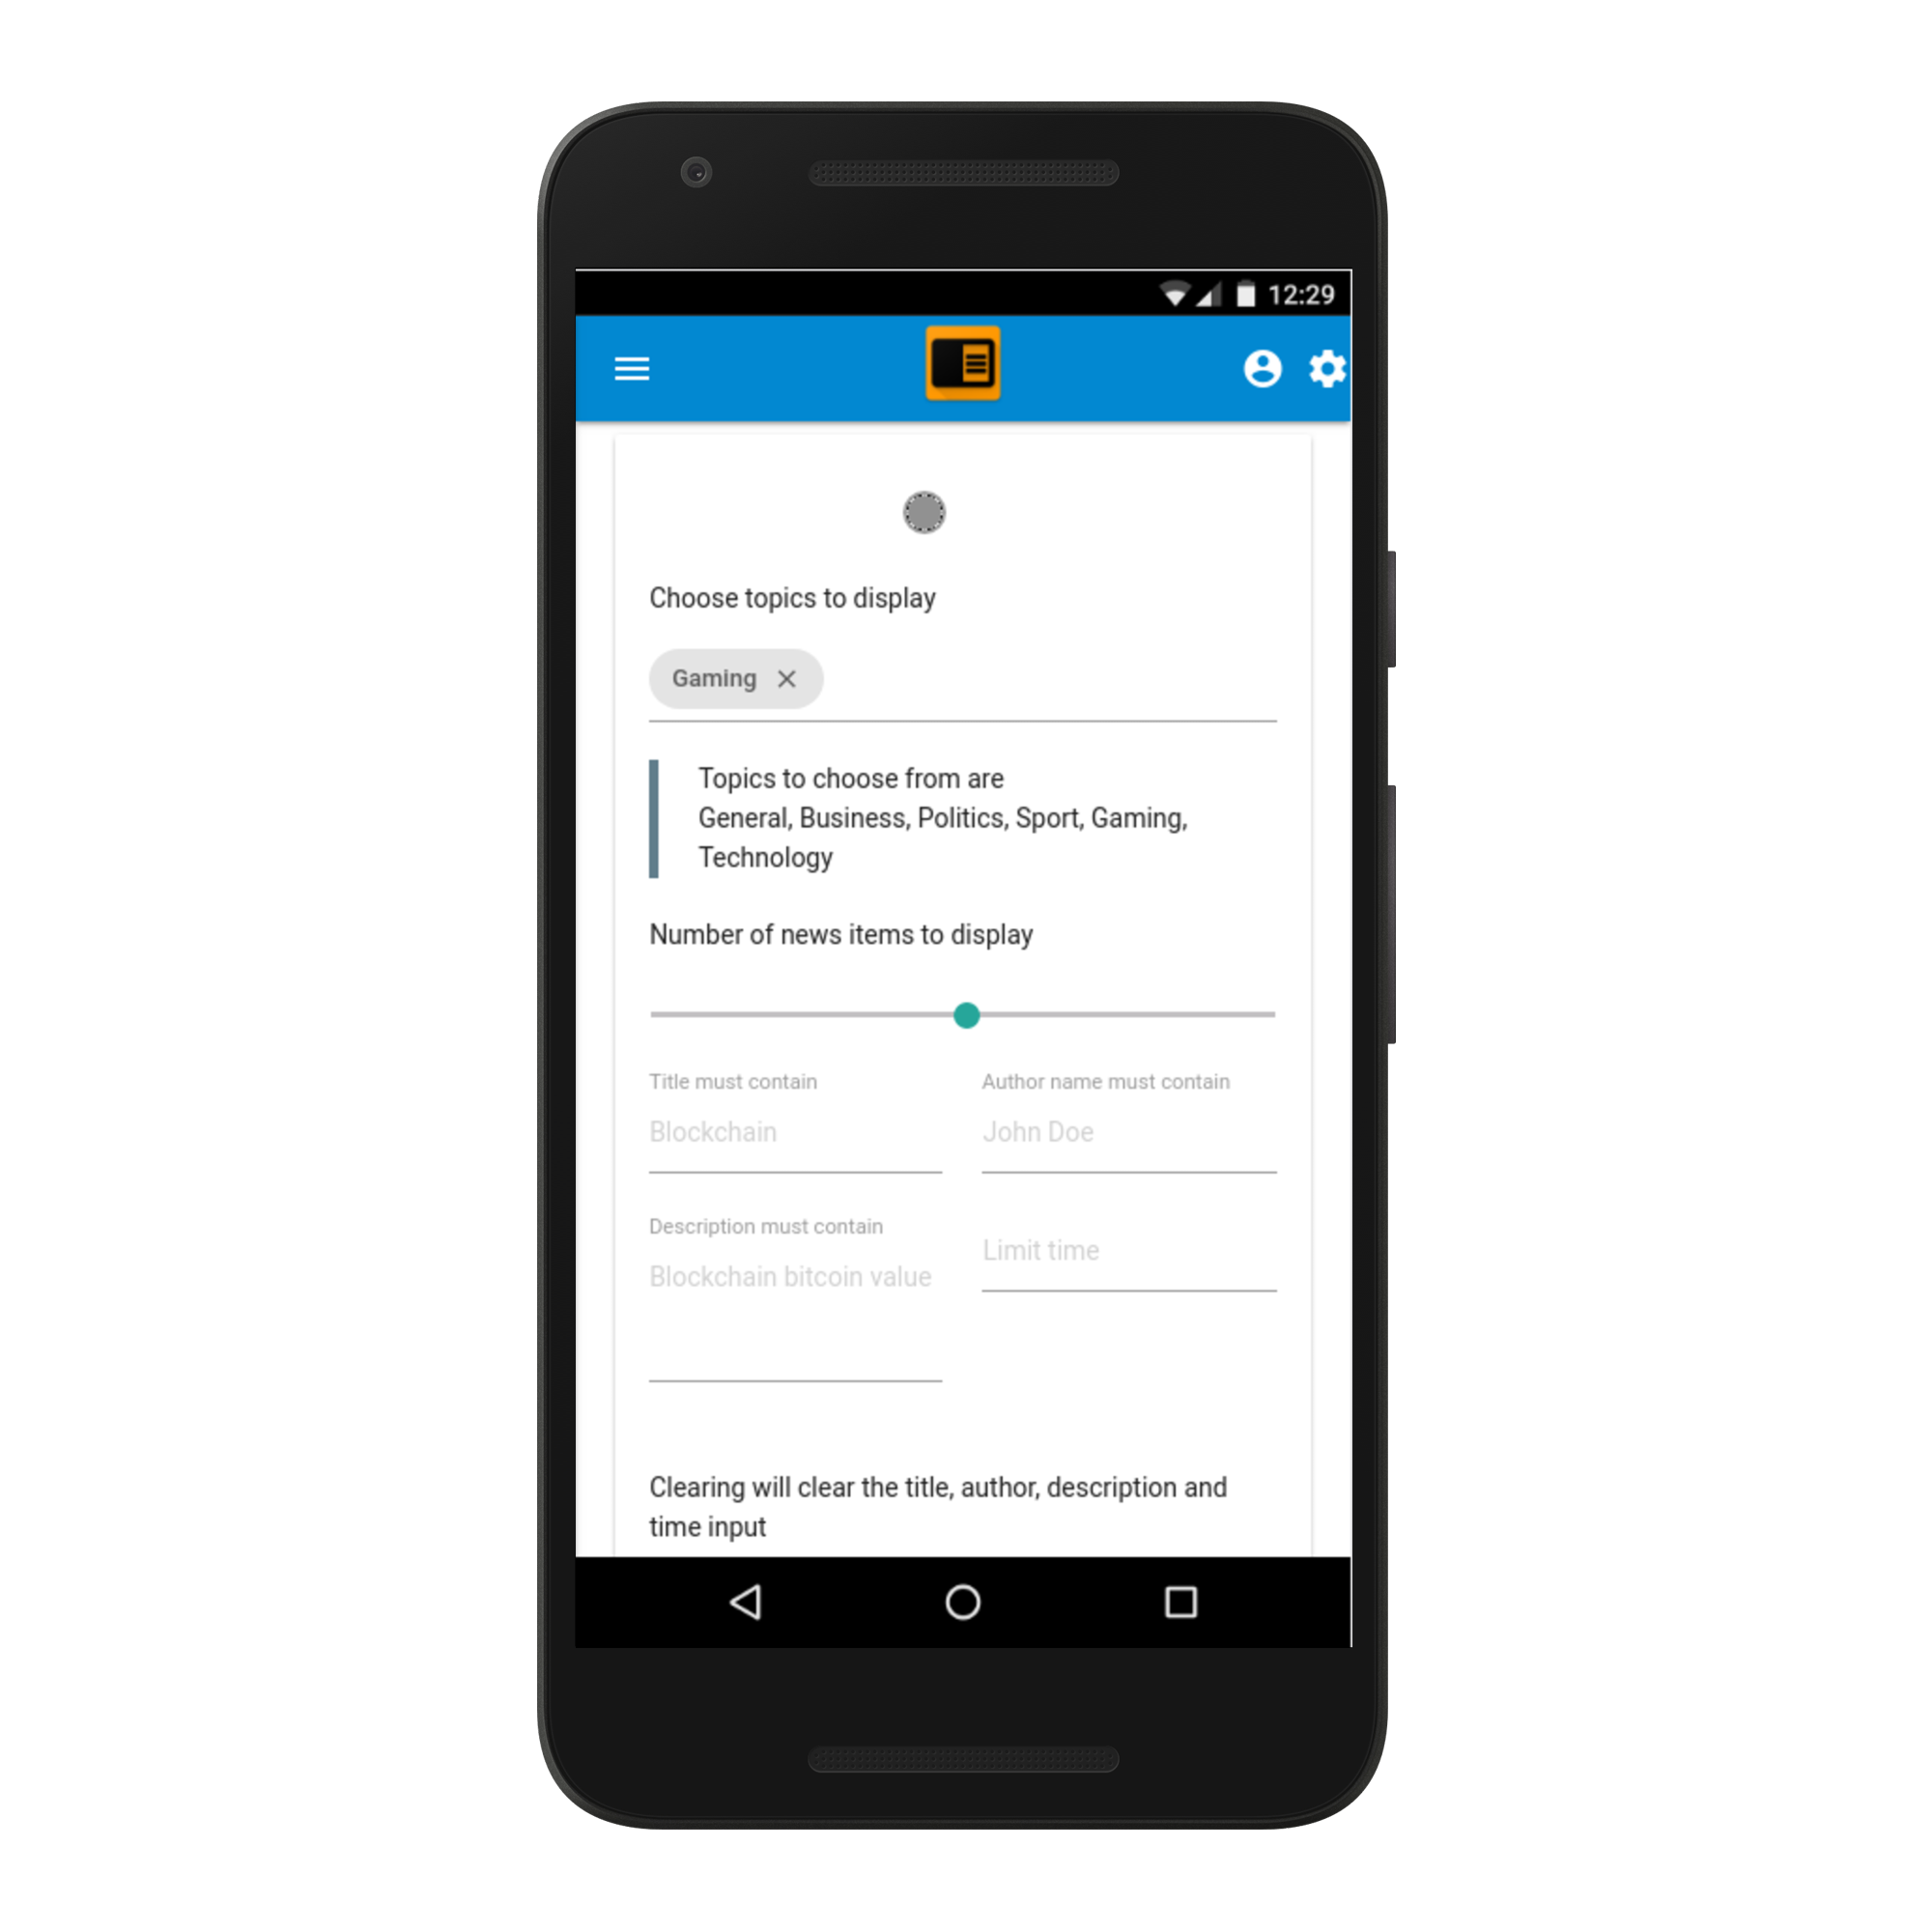 12:29
Choose topics to display
Gaming
Topics to choose from are
General, Business, Politics, Sport, Gaming,
Technology
Number of news items to display
Title must contain
Author name must contain
Blockchain
John Doe
Description must contain
Limit time
Blockchain bitcoin value
Clearing will clear the title, author, description and
time input